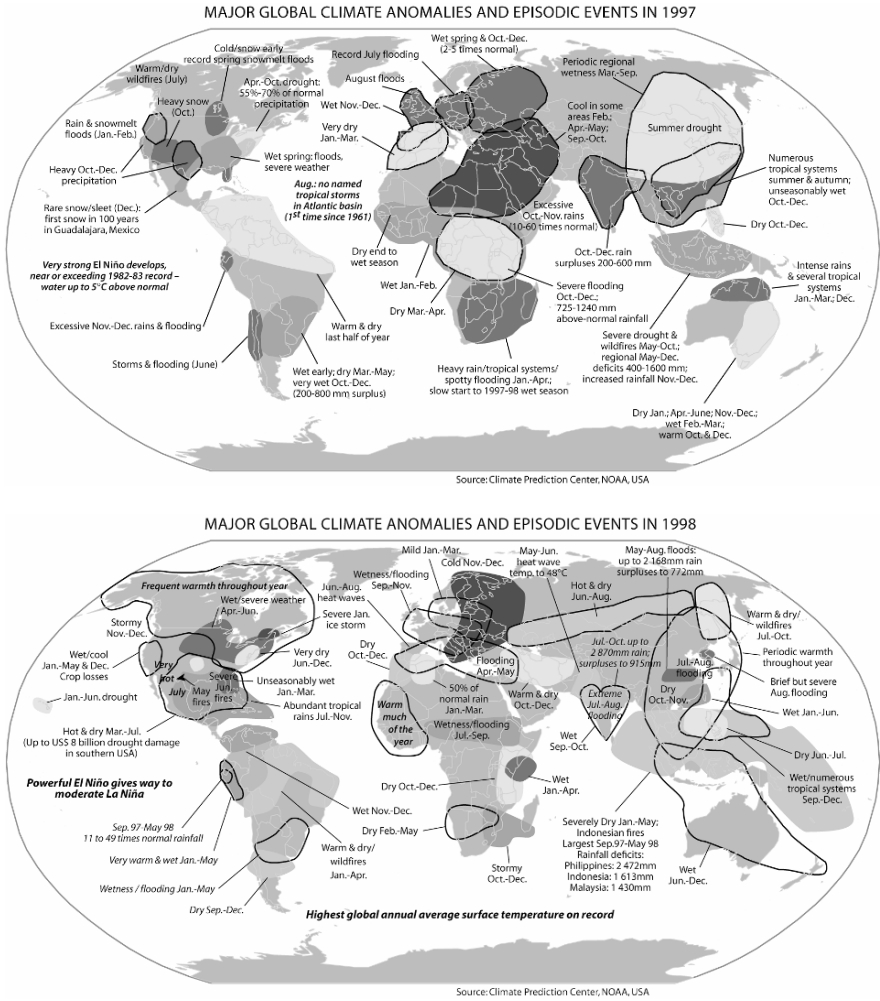 MAJOR GLOBAL CLIMATE ANOMALIES AND EPISODIC EVENTS IN 1997
Wet spring & Oct.-Dec.
(2-5 times normal)
Cold/snow early
record spring snowmelt floods
Record July flooding
Periodic regional
wetness Mar.-Sep.
Warm/dry
wildfires (July)
Apr.-Oct. drought:
55%-70% of normal
precipitation
August floods
Heavy snow
(Oct.)
Wet Nov.-Dec.
Cool in some
areas Feb.;
Apr.-May;
Sep.-Oct.
Rain & snowmelt
floods (Jan.-Feb.)
Very dry
Jan.-Mar.
Summer drought
Heavy Oct.-Dec.
precipitation
Wet spring; floods,
severe weather
Numerous
tropical systems
summer & autumn;
unseasonably wet
Oct.-Dec.
Aug.: no named
tropical storms
in Atlantic basin
(1st time since 1961)
Rare snow/sleet (Dec.):
first snow in 100 years
in Guadalajara, Mexico
Excessive
Oct.-Nov. rains
(10-60 times normal)
Dry Oct.-Dec.
Dry end to
wet season
Oct.-Dec. rain
surpluses 200-600 mm
Very strong El Niño develops,
near or exceeding 1982-83 record –
water up to 5°C above normal
Wet Jan.-Feb.
Intense rains
& several tropical
systems
Jan.-Mar.; Dec.
Severe flooding
Oct.-Dec.;
725-1240 mm
above-normal rainfall
Dry Mar.-Apr.
Excessive Nov.-Dec. rains & flooding
Warm & dry
last half of year
Severe drought &
wildfires May-Oct.;
regional May-Dec.
deficits 400-1600 mm;
increased rainfall Nov.-Dec.
Storms & flooding (June)
Wet early; dry Mar.-May;
very wet Oct.-Dec.
(200-800 mm surplus)
Heavy rain/tropical systems/
spotty flooding Jan.-Apr.;
slow start to 1997-98 wet season
Dry Jan.; Apr.-June; Nov.-Dec.;
wet Feb.-Mar.;
warm Oct. & Dec.
Source: Climate Prediction Center, NOAA, USA
MAJOR GLOBAL CLIMATE ANOMALIES AND EPISODIC EVENTS IN 1998
Mild Jan.-Mar.
Cold Nov.-Dec.
May-Jun.
heat wave
temp. to 48°C
May-Aug. floods:
up to 2 168mm rain
surpluses to 772mm
Frequent warmth throughout year
Wetness/flooding
Sep.-Nov.
Jun.-Aug.
heat waves
Hot & dry
Jun.-Aug.
Wet/severe weather
Apr.-Jun.
Severe Jan.
ice storm
Warm & dry/
wildfires
Jul.-Oct.
Stormy
Nov.-Dec.
Jul.-Oct. up to
2 870mm rain;
surpluses to 915mm
Wet/cool
Jan.-May & Dec.
Crop losses
Very dry
Jun.-Dec.
Dry
Oct.-Dec.
Periodic warmth
throughout year
Very
hot
July
Flooding
Apr.-May
Jul.-Aug.
flooding
Brief but severe
Aug. flooding
Jan.-Jun. drought
May
fires
Severe
Jun.
fires
Unseasonably wet
Jan.-Mar.
50% of
normal rain
Jan.-Mar.
Warm & dry
Oct.-Dec.
Extreme
Jul.-Aug.
flooding
Dry
Oct.-Nov.
Abundant tropical
rains Jul.-Nov.
Warm
much of
the
year
Wet Jan.-Jun.
Hot & dry Mar.-Jul.
(Up to US$ 8 billion drought damage
in southern USA)
Wetness/flooding
Jul.-Sep.
Wet
Sep.-Oct.
Dry Jun.-Jul.
Powerful El Niño gives way to
moderate La Niña
Dry Oct.-Dec.
Wet
Jan.-Apr.
Wet/numerous
tropical systems
Sep.-Dec.
Sep. 97-May 98
11 to 49 times normal rainfall
Wet Nov.-Dec.
Dry Feb.-May
Severely Dry Jan.-May;
Indonesian fires
Largest Sep.97-May 98
Rainfall deficits:
Philippines: 2 472mm
Indonesia: 1 613mm
Malaysia: 1 430mm
Very warm & wet Jan.-May
Warm & dry/
wildfires
Jan.-Apr.
Wetness / flooding Jan.-May
Stormy
Oct.-Dec.
Wet
Jun.-Dec.
Dry Sep.-Dec.
Highest global annual average surface temperature on record
Source: Climate Prediction Center, NOAA, USA